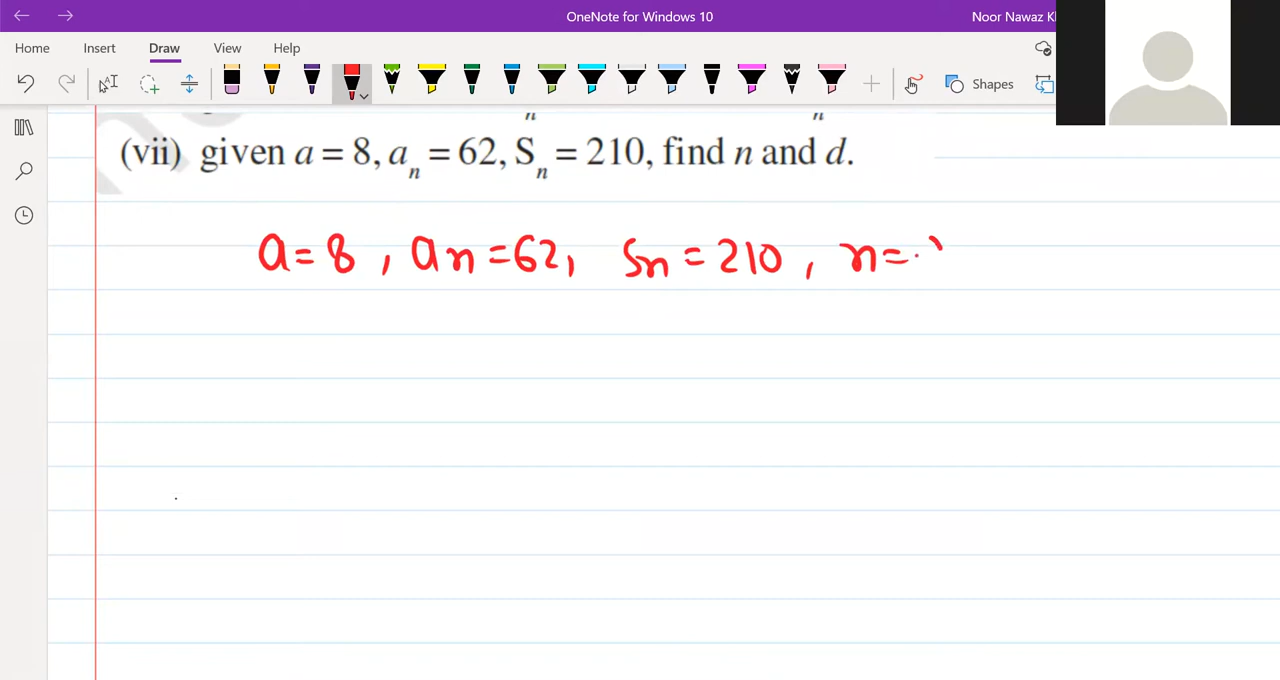 OneNote for Windows 10
Noor Nawaz Kh
Home Insert Draw View Help
Shapes
n n
(vii) given a = 8, aₙ = 62, Sₙ = 210, find n and d.
a = 8 , an = 62, Sn = 210 , n =